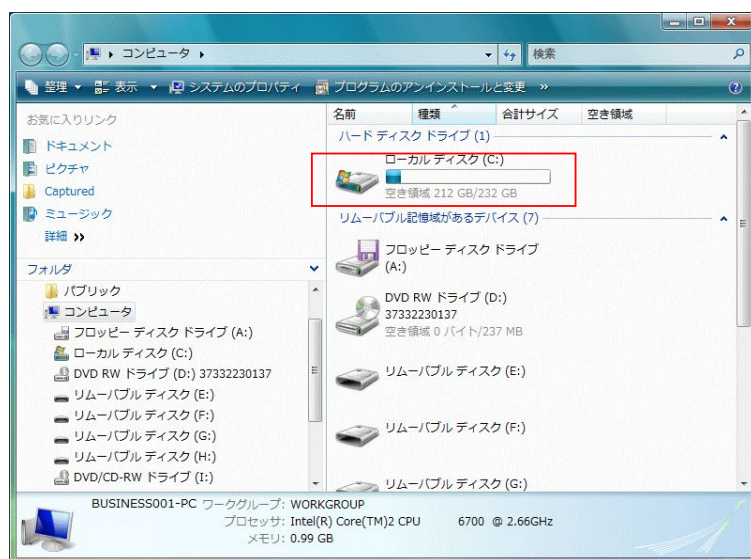 コンピュータ
検索
整理 表示 システムのプロパティ プログラムのアンインストールと変更 »
お気に入りリンク
ドキュメント
ピクチャ
Captured
ミュージック
詳細 »
フォルダ
パブリック
コンピュータ
フロッピー ディスク ドライブ (A:)
ローカル ディスク (C:)
DVD RW ドライブ (D:) 37332230137
リムーバブル ディスク (E:)
リムーバブル ディスク (F:)
リムーバブル ディスク (G:)
リムーバブル ディスク (H:)
DVD/CD-RW ドライブ (I:)
名前 種類 合計サイズ 空き領域
ハード ディスク ドライブ (1)
ローカル ディスク (C:)
空き領域 212 GB/232 GB
リムーバブル記憶域があるデバイス (7)
フロッピー ディスク ドライブ
(A:)
DVD RW ドライブ (D:)
37332230137
空き領域 0 バイト/237 MB
リムーバブル ディスク (E:)
リムーバブル ディスク (F:)
リムーバブル ディスク (G:)
BUSINESS001-PC ワークグループ: WORKGROUP
プロセッサ: Intel(R) Core(TM)2 CPU 6700 @ 2.66GHz
メモリ: 0.99 GB